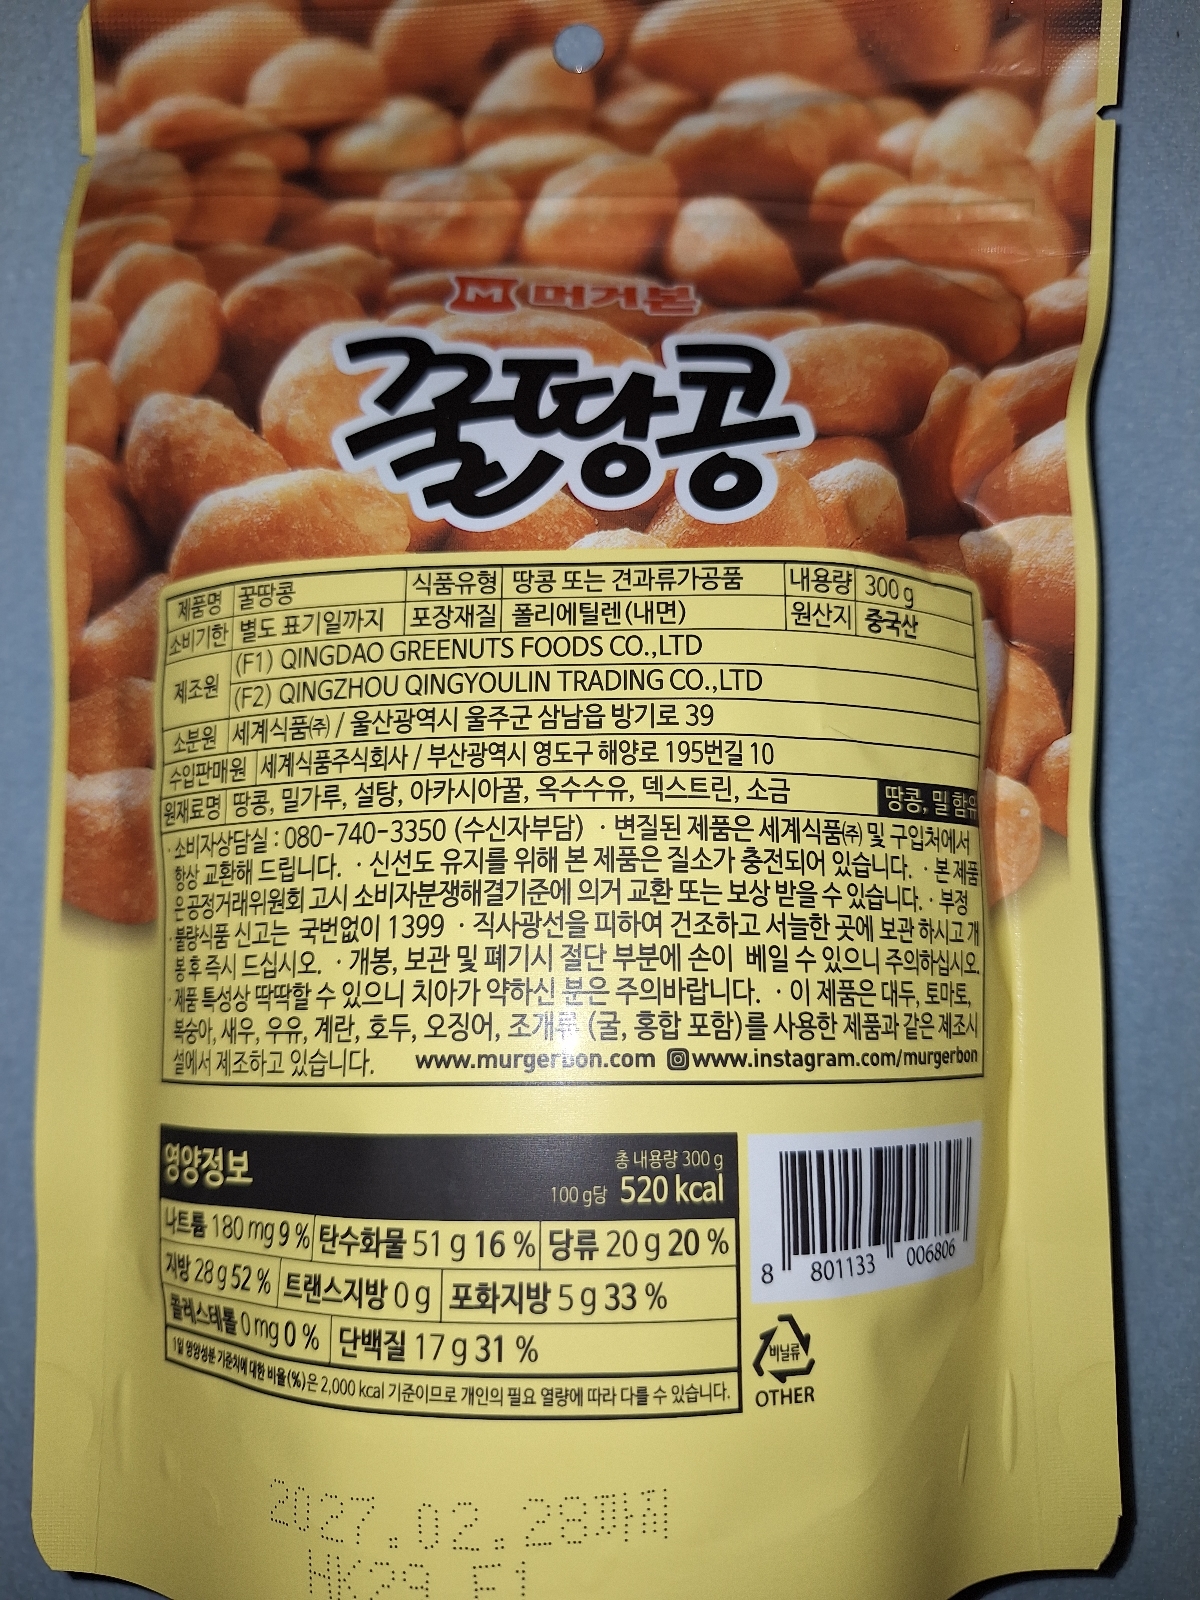 M 머거본
꿀땅콩
제품명 꿀땅콩 식품유형 땅콩 또는 견과류가공품 내용량 300 g
소비기한 별도 표기일까지 포장재질 폴리에틸렌(내면) 원산지 중국산
제조원 (F1) QINGDAO GREENUTS FOODS CO.,LTD
(F2) QINGZHOU QINGYOULIN TRADING CO.,LTD
소분원 세계식품㈜ / 울산광역시 울주군 삼남읍 방기로 39
수입판매원 세계식품주식회사 / 부산광역시 영도구 해양로 195번길 10
원재료명 땅콩, 밀가루, 설탕, 아카시아꿀, 옥수수유, 덱스트린, 소금 땅콩, 밀 함유
· 소비자상담실 : 080-740-3350 (수신자부담) · 변질된 제품은 세계식품㈜ 및 구입처에서
항상 교환해 드립니다. · 신선도 유지를 위해 본 제품은 질소가 충전되어 있습니다. · 본 제품
은 공정거래위원회 고시 소비자분쟁해결기준에 의거 교환 또는 보상 받을 수 있습니다. · 부정
·불량식품 신고는 국번없이 1399 · 직사광선을 피하여 건조하고 서늘한 곳에 보관 하시고 개
봉 후 즉시 드십시오. · 개봉, 보관 및 폐기시 절단 부분에 손이 베일 수 있으니 주의하십시오.
· 제품 특성상 딱딱할 수 있으니 치아가 약하신 분은 주의바랍니다. · 이 제품은 대두, 토마토,
복숭아, 새우, 우유, 계란, 호두, 오징어, 조개류 (굴, 홍합 포함)를 사용한 제품과 같은 제조시
설에서 제조하고 있습니다. www.murgerbon.com www.instagram.com/murgerbon
영양정보 총 내용량 300 g
100 g당 520 kcal
나트륨 180 mg 9 % 탄수화물 51 g 16 % 당류 20 g 20 %
지방 28 g 52 % 트랜스지방 0 g 포화지방 5 g 33 %
콜레스테롤 0 mg 0 % 단백질 17 g 31 %
1일 영양성분 기준치에 대한 비율(%)은 2,000 kcal 기준이므로 개인의 필요 열량에 따라 다를 수 있습니다.
8 801133 006806
비닐류
OTHER
2027.02.28까지
HK29 F1